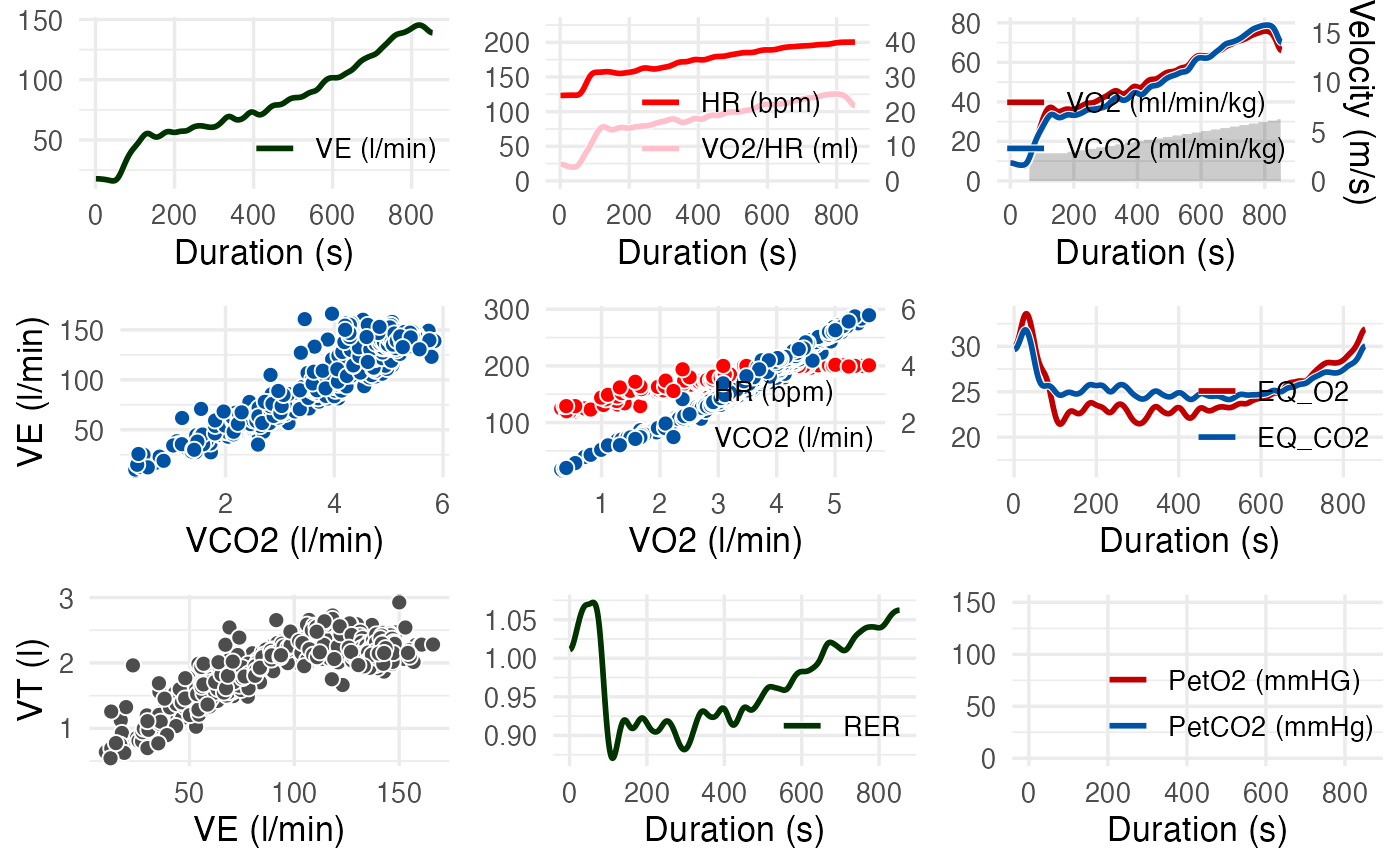 150
100
50
VE (l/min)
0 200 400 600 800
Duration (s)
200
150
100
50
0
HR (bpm)
VO2/HR (ml)
40
30
20
10
0
0 200 400 600 800
Duration (s)
80
60
40
20
0
VO2 (ml/min/kg)
VCO2 (ml/min/kg)
15
10
5
0
Velocity (m/s)
0 200 400 600 800
Duration (s)
VE (l/min)
150
100
50
2 4 6
VCO2 (l/min)
300
200
100
HR (bpm)
VCO2 (l/min)
6
4
2
1 2 3 4 5
VO2 (l/min)
30
25
20
EQ_O2
EQ_CO2
0 200 400 600 800
Duration (s)
VT (l)
3
2
1
50 100 150
VE (l/min)
1.05
1.00
0.95
0.90
RER
0 200 400 600 800
Duration (s)
150
100
50
0
PetO2 (mmHG)
PetCO2 (mmHg)
0 200 400 600 800
Duration (s)